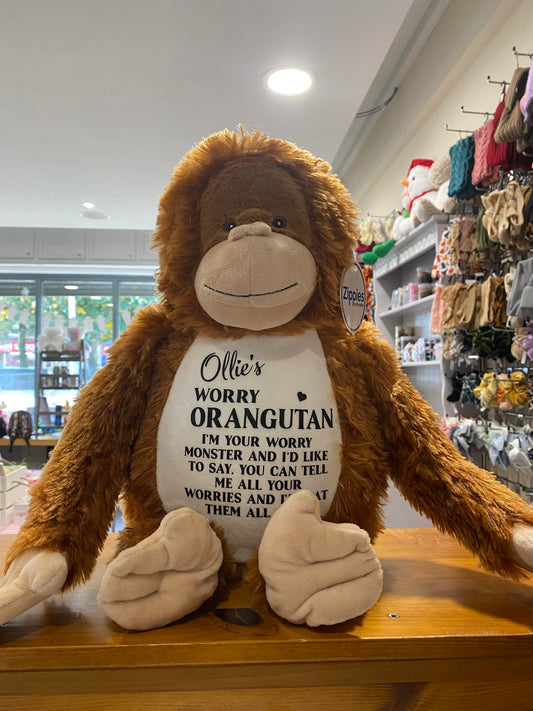 Zippies
Ollie's
WORRY
ORANGUTAN
I'M YOUR WORRY
MONSTER AND I'D LIKE
TO SAY, YOU CAN TELL
ME ALL YOUR
WORRIES AND
THEM ALL